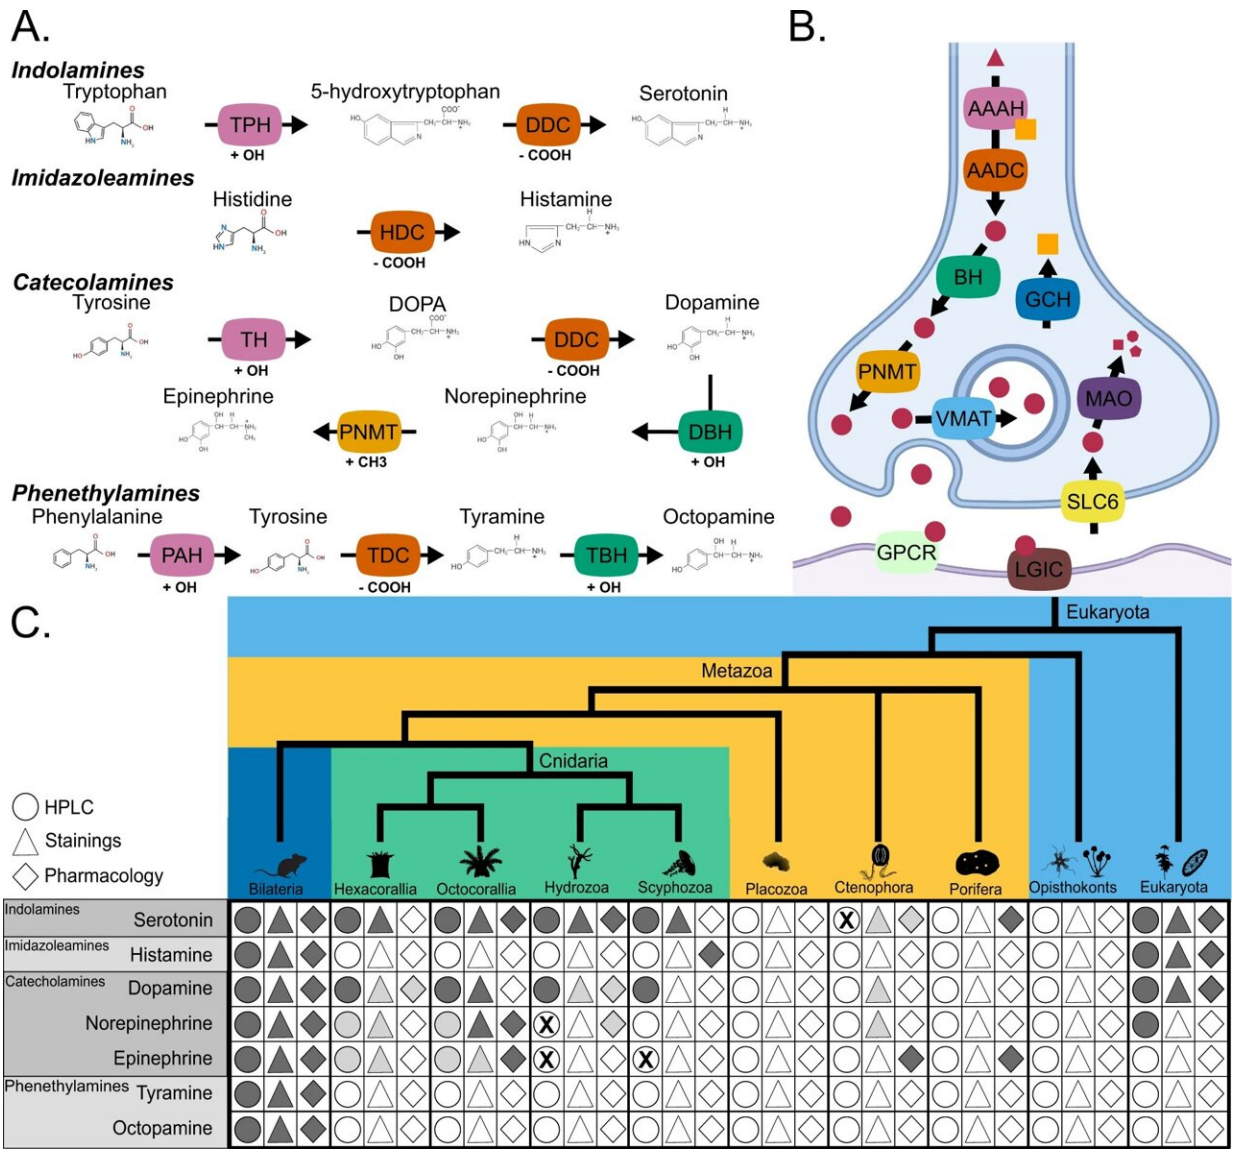 A.
Indolamines
Tryptophan 5-hydroxytryptophan Serotonin
TPH DDC
+ OH - COOH
Imidazoleamines
Histidine Histamine
HDC
- COOH
Catecolamines
Tyrosine DOPA Dopamine
TH DDC
+ OH - COOH
Epinephrine Norepinephrine
PNMT DBH
+ CH3 + OH
Phenethylamines
Phenylalanine Tyrosine Tyramine Octopamine
PAH TDC TBH
+ OH - COOH + OH
B.
AAAH
AADC
BH
GCH
PNMT
MAO
VMAT
SLC6
GPCR
LGIC
C.
Eukaryota
Metazoa
Cnidaria
HPLC
Stainings
Pharmacology
Bilateria Hexacorallia Octocorallia Hydrozoa Scyphozoa Placozoa Ctenophora Porifera Opisthokonts Eukaryota
Indolamines Serotonin X
Imidazoleamines Histamine
Catecholamines Dopamine
Norepinephrine X
Epinephrine X X
Phenethylamines Tyramine
Octopamine